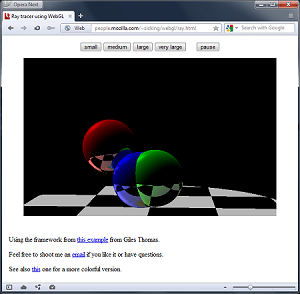 Opera Next
Ray tracer using WebGL
Web people.mozilla.com/~sicking/webgl/ray.html
Search with Google
small medium large very large pause
Using the framework from this example from Giles Thomas.
Feel free to shoot me an email if you like it or have questions.
See also this one for a more colorful version.